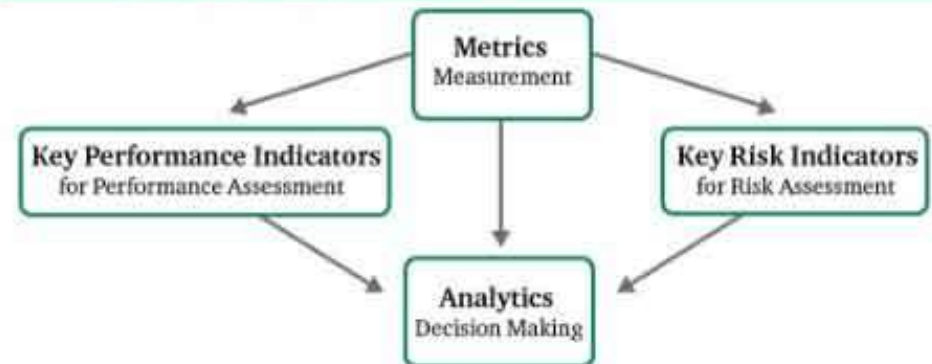 Metrics
Measurement
Key Performance Indicators
for Performance Assessment
Key Risk Indicators
for Risk Assessment
Analytics
Decision Making